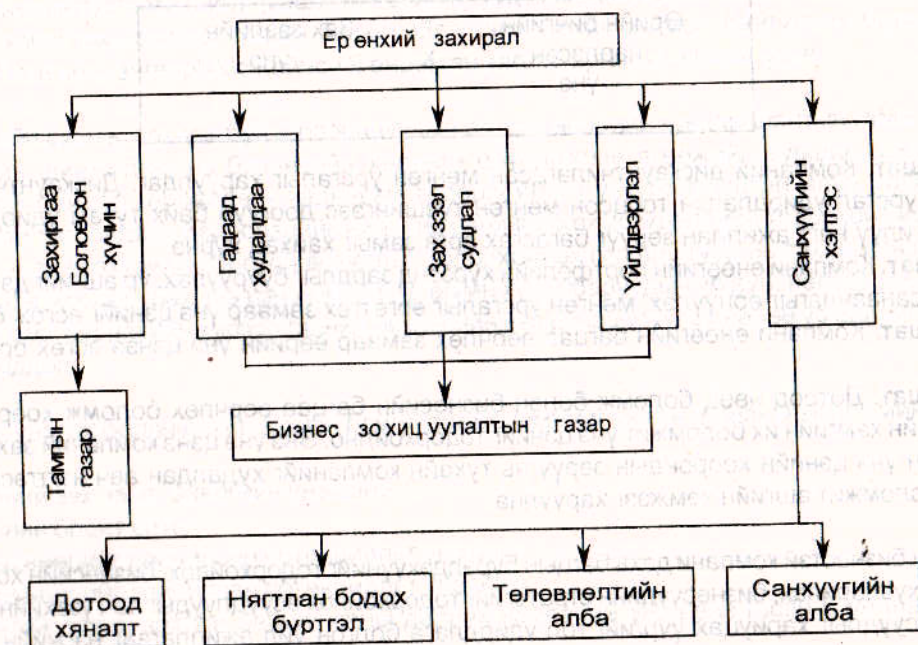 Ерөнхий захирал
Захиргаа
Боловсон
хүчин
Гадаад
худалдаа
Зах зээл
судлал
Үйлдвэрлэл
Санхүүгийн
хэлтэс
Тамгын
газар
Бизнес зохицуулалтын газар
Дотоод
хяналт
Нягтлан бодох
бүртгэл
Төлөвлөлтийн
алба
Санхүүгийн
алба